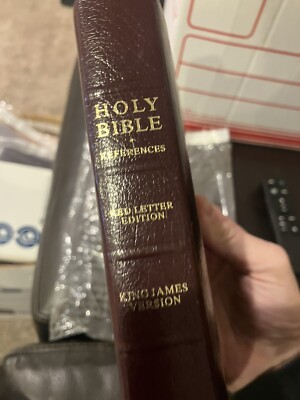 HOLY
BIBLE
REFERENCES
RED LETTER
EDITION
KING JAMES
VERSION